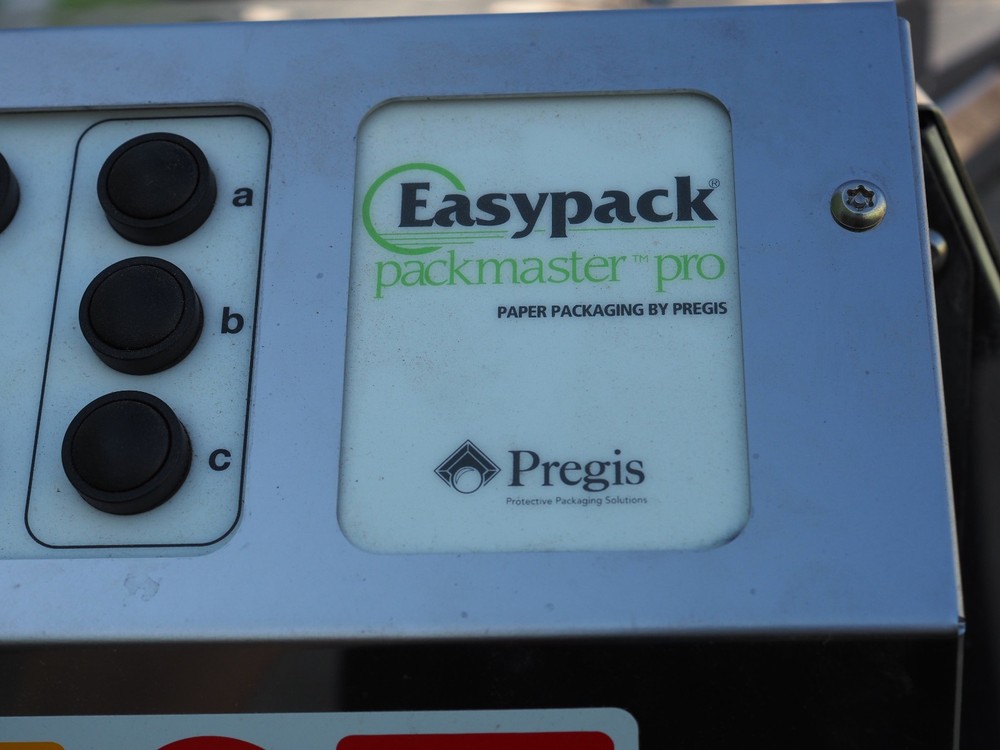 a
b
c
Easypack®
packmaster™ pro
PAPER PACKAGING BY PREGIS
Pregis
Protective Packaging Solutions